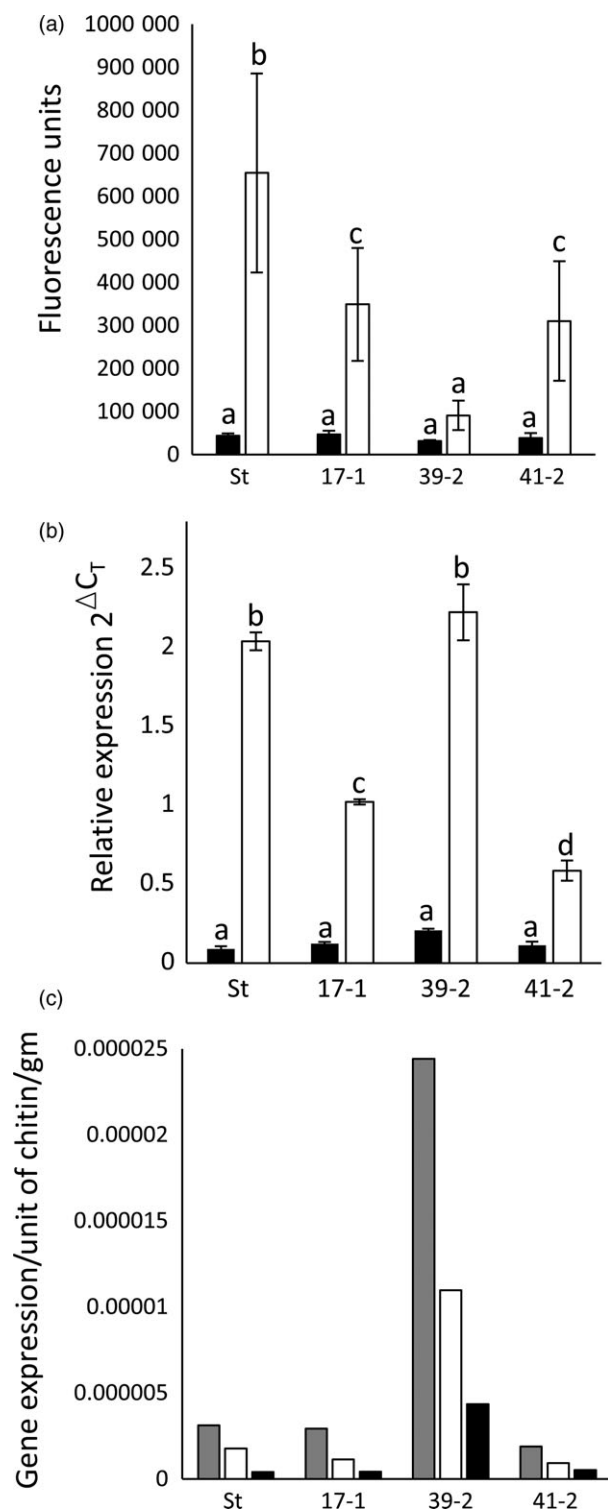 (a)
Fluorescence units
1000 000
900 000
800 000
700 000
600 000
500 000
400 000
300 000
200 000
100 000
0
a b a c a a a c
St 17-1 39-2 41-2
(b)
Relative expression 2^△C_T
2.5
2
1.5
1
0.5
0
a b a c a b a d
St 17-1 39-2 41-2
(c)
Gene expression/unit of chitin/gm
0.000025
0.00002
0.000015
0.00001
0.000005
0
St 17-1 39-2 41-2